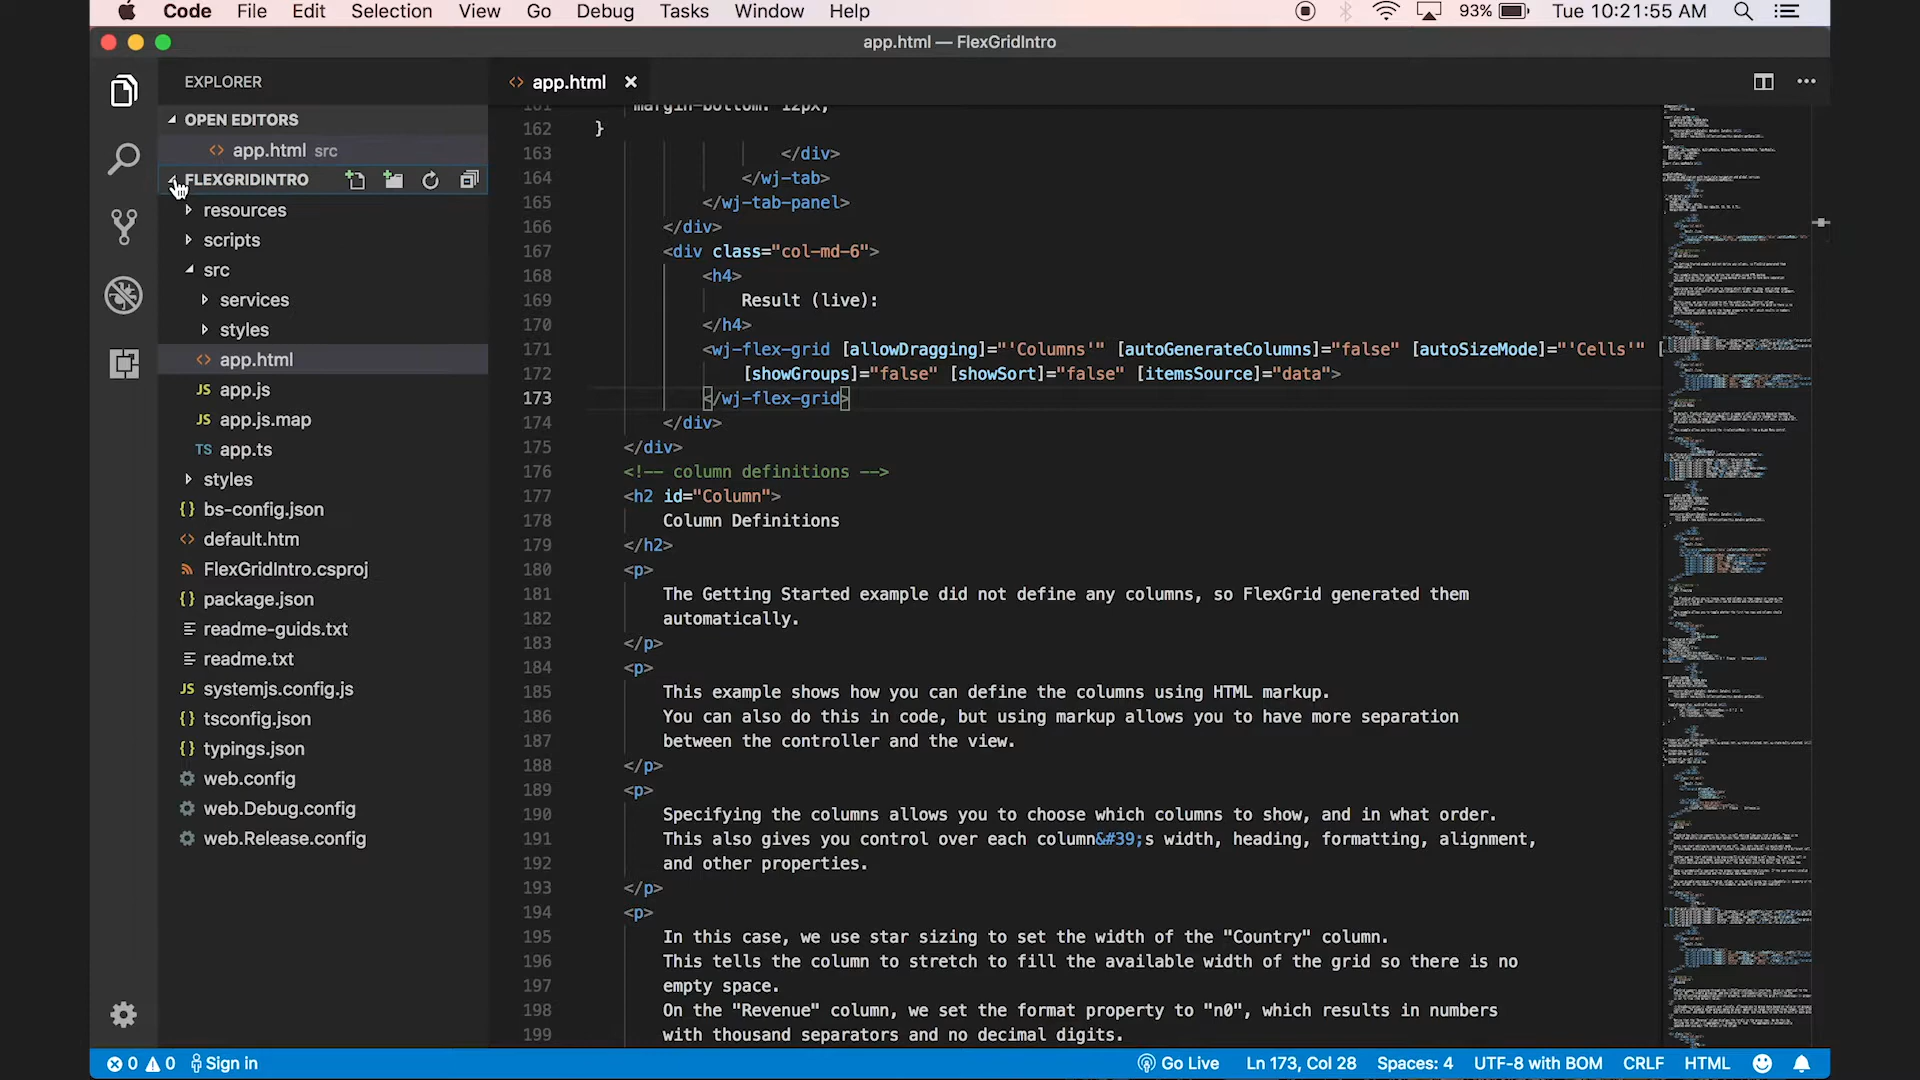 Code File Edit Selection View Go Debug Tasks Window Help 93% Tue 10:21:55 AM
app.html — FlexGridIntro
EXPLORER
OPEN EDITORS
app.html src
FLEXGRIDINTRO
resources
scripts
src
services
styles
app.html
JS app.js
JS app.js.map
TS app.ts
styles
{} bs-config.json
<> default.htm
FlexGridIntro.csproj
{} package.json
readme-guids.txt
readme.txt
JS systemjs.config.js
{} tsconfig.json
{} typings.json
web.config
web.Debug.config
web.Release.config
<> app.html ×
161 margin-bottom: 12px;
162 }
163 </div>
164 </wj-tab>
165 </wj-tab-panel>
166 </div>
167 <div class="col-md-6">
168 <h4>
169 Result (live):
170 </h4>
171 <wj-flex-grid [allowDragging]="'Columns'" [autoGenerateColumns]="false" [autoSizeMode]="'Cells'" [
172 [showGroups]="false" [showSort]="false" [itemsSource]="data">
173 </wj-flex-grid>
174 </div>
175 </div>
176 <!-- column definitions -->
177 <h2 id="Column">
178 Column Definitions
179 </h2>
180 <p>
181 The Getting Started example did not define any columns, so FlexGrid generated them
182 automatically.
183 </p>
184 <p>
185 This example shows how you can define the columns using HTML markup.
186 You can also do this in code, but using markup allows you to have more separation
187 between the controller and the view.
188 </p>
189 <p>
190 Specifying the columns allows you to choose which columns to show, and in what order.
191 This also gives you control over each column&#39;s width, heading, formatting, alignment,
192 and other properties.
193 </p>
194 <p>
195 In this case, we use star sizing to set the width of the "Country" column.
196 This tells the column to stretch to fill the available width of the grid so there is no
197 empty space.
198 On the "Revenue" column, we set the format property to "n0", which results in numbers
199 with thousand separators and no decimal digits.
0 0 Sign in Go Live Ln 173, Col 28 Spaces: 4 UTF-8 with BOM CRLF HTML